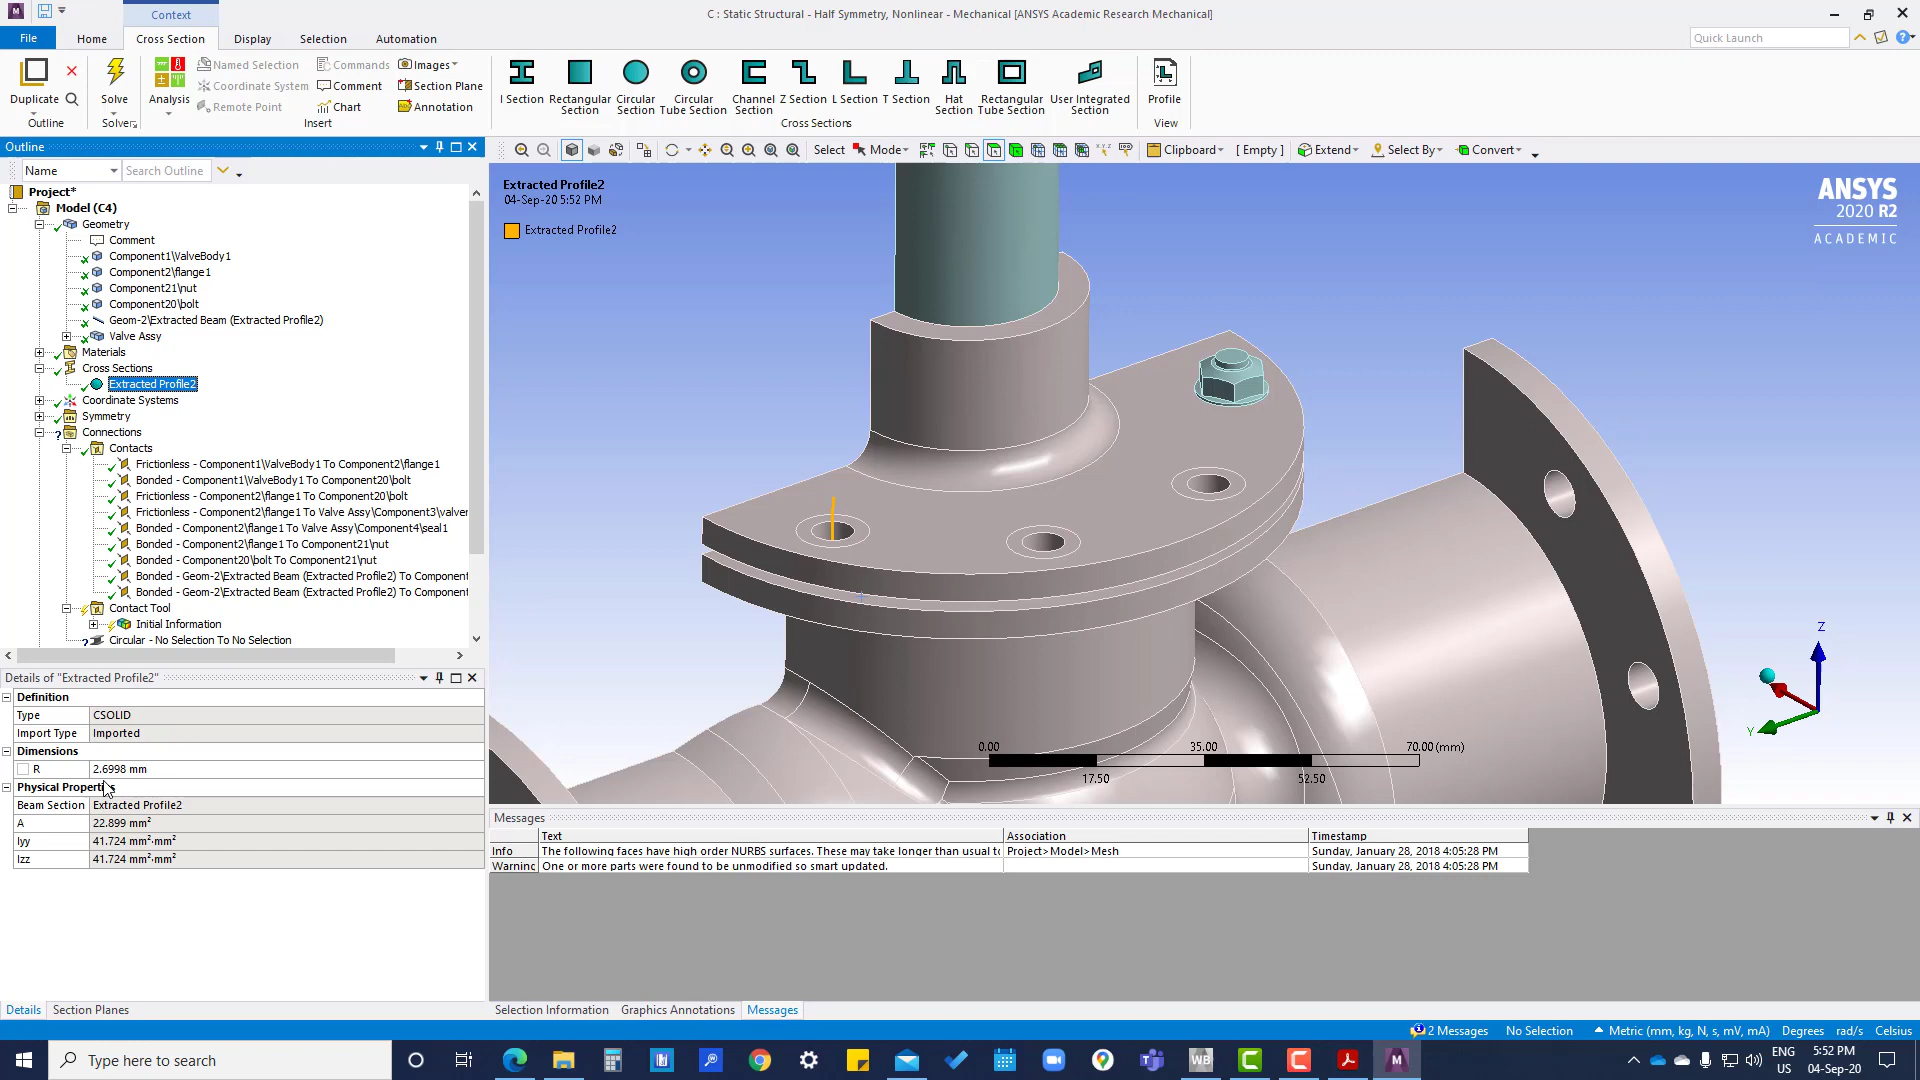 Context
C : Static Structural - Half Symmetry, Nonlinear - Mechanical [ANSYS Academic Research Mechanical]
File Home Cross Section Display Selection Automation
Quick Launch
Duplicate
Outline
Solve
Solver
Analysis
Named Selection
Coordinate System
Remote Point
Commands
Comment
Chart
Images
Section Plane
Annotation
Insert
I Section
Rectangular Section
Circular Section
Circular Tube Section
Channel Section
Z Section
L Section
T Section
Hat Section
Rectangular Tube Section
User Integrated Section
Cross Sections
Profile
View
Outline
Select Mode Clipboard [ Empty ] Extend Select By Convert
Name Search Outline
Project*
Model (C4)
Geometry
Comment
Component1\ValveBody1
Component2\flange1
Component21\nut
Component20\bolt
Geom-2\Extracted Beam (Extracted Profile2)
Valve Assy
Materials
Cross Sections
Extracted Profile2
Coordinate Systems
Symmetry
Connections
Contacts
Frictionless - Component1\ValveBody1 To Component2\flange1
Bonded - Component1\ValveBody1 To Component20\bolt
Frictionless - Component2\flange1 To Component20\bolt
Frictionless - Component2\flange1 To Valve Assy\Component3\valver
Bonded - Component2\flange1 To Valve Assy\Component4\seal1
Bonded - Component2\flange1 To Component21\nut
Bonded - Component20\bolt To Component21\nut
Bonded - Geom-2\Extracted Beam (Extracted Profile2) To Component
Bonded - Geom-2\Extracted Beam (Extracted Profile2) To Component
Contact Tool
Initial Information
Circular - No Selection To No Selection
Details of "Extracted Profile2"
Definition
Type CSOLID
Import Type Imported
Dimensions
R 2.6998 mm
Physical Properties
Beam Section Extracted Profile2
A 22.899 mm²
Iyy 41.724 mm²·mm²
Izz 41.724 mm²·mm²
Details Section Planes
Extracted Profile2
04-Sep-20 5:52 PM
Extracted Profile2
ANSYS
2020 R2
ACADEMIC
Z
Y
0.00 35.00 70.00 (mm)
17.50 52.50
Messages
Text Association Timestamp
Info The following faces have high order NURBS surfaces. These may take longer than usual to Project>Model>Mesh Sunday, January 28, 2018 4:05:28 PM
Warning One or more parts were found to be unmodified so smart updated. Sunday, January 28, 2018 4:05:28 PM
Selection Information Graphics Annotations Messages
2 Messages No Selection Metric (mm, kg, N, s, mV, mA) Degrees rad/s Celsius
Type here to search
WB
M
ENG
US
5:52 PM
04-Sep-20